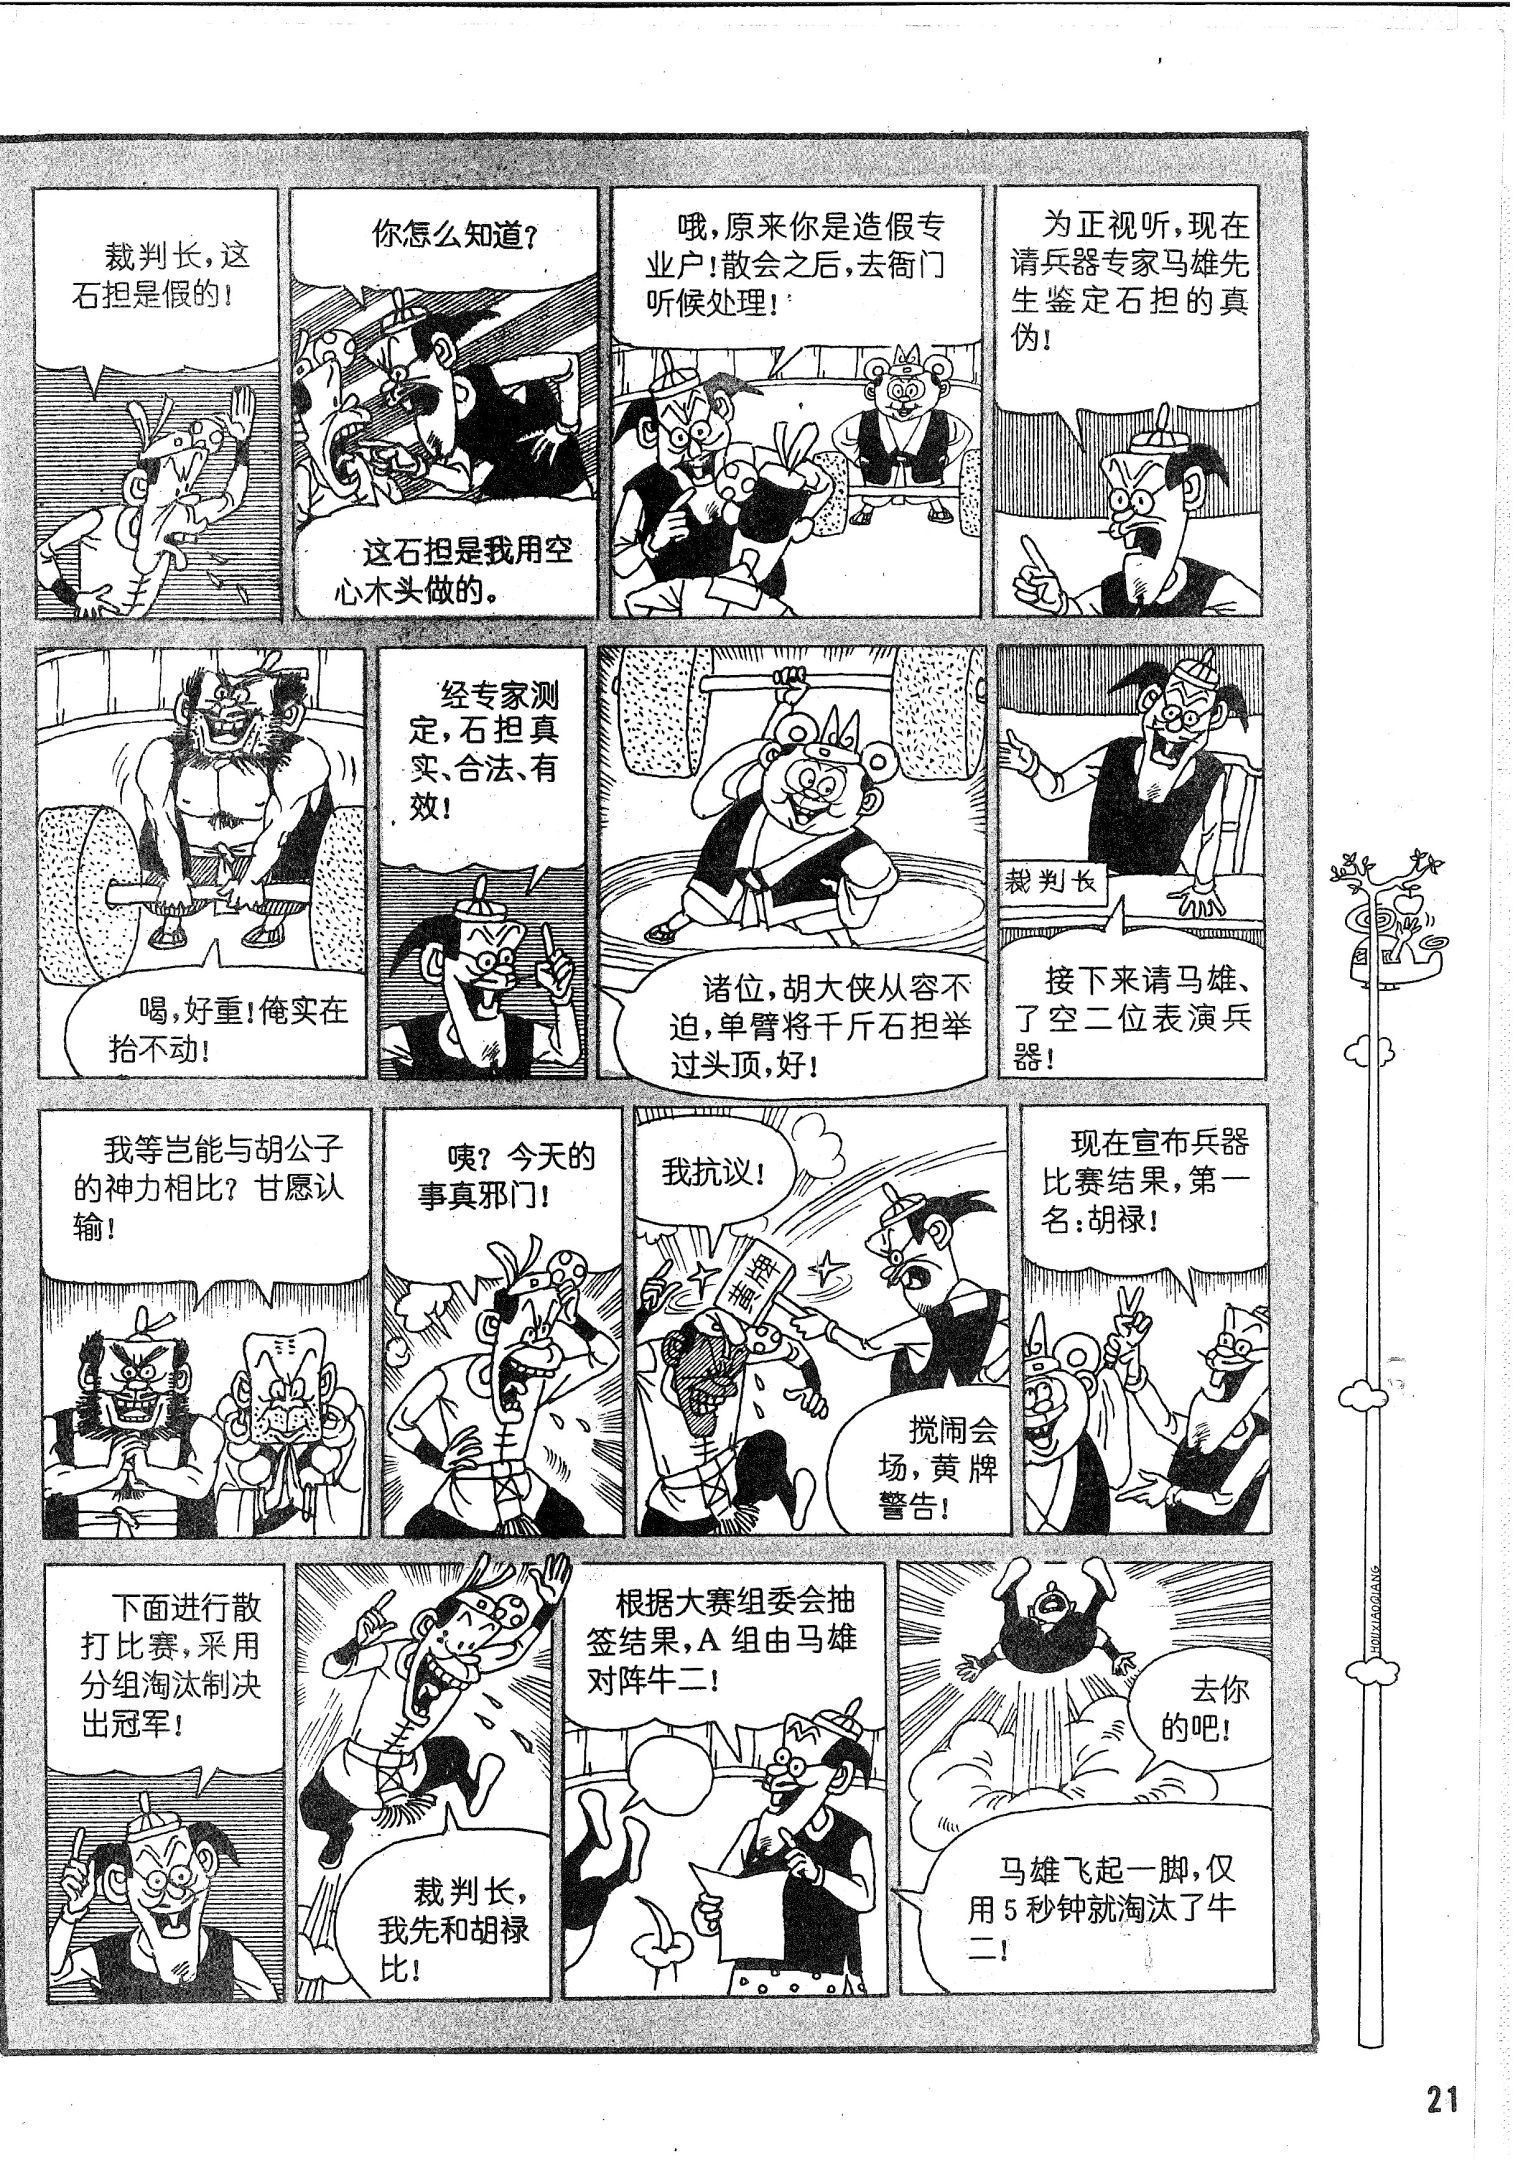 裁判长，这
石担是假的！
你怎么知道？
这石担是我用空
心木头做的。
哦，原来你是造假专
业户！散会之后，去衙门
听候处理！
为正视听，现在
请兵器专家马雄先
生鉴定石担的真
伪！
嗬，好重！俺实在
抬不动！
经专家测
定，石担真
实、合法、有
效！
诸位，胡大侠从容不
迫，单臂将千斤石担举
过头顶，好！
裁判长
接下来请马雄、
了空二位表演兵
器！
我等岂能与胡公子
的神力相比？甘愿认
输！
咦？今天的
事真邪门！
我抗议！
黄牌
搅闹会
场，黄牌
警告！
现在宣布兵器
比赛结果，第一
名：胡禄！
下面进行散
打比赛，采用
分组淘汰制决
出冠军！
裁判长，
我先和胡禄
比！
根据大赛组委会抽
签结果，A组由马雄
对阵牛二！
去你
的吧！
马雄飞起一脚，仅
用5秒钟就淘汰了牛
二！
HOUXIAOQIANG
21